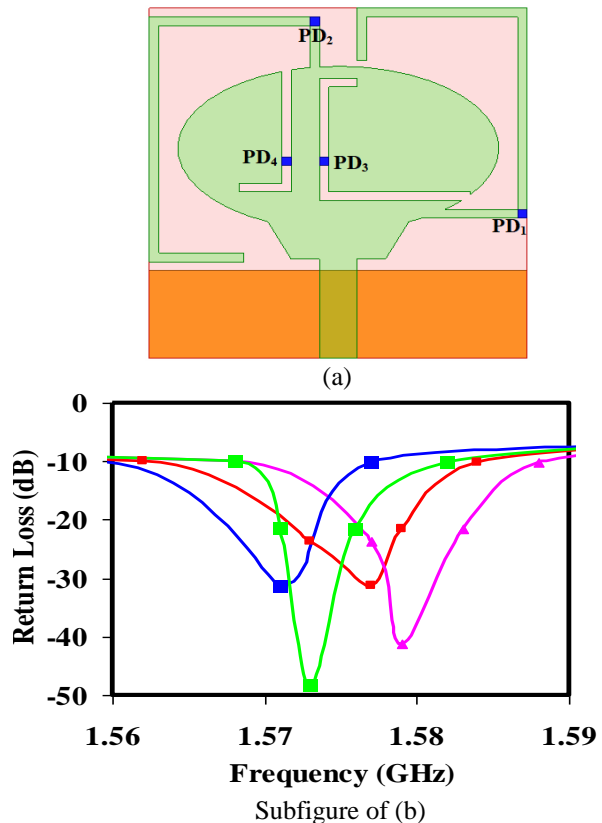 PD₂
PD₄ PD₃
PD₁
(a)
0
-10
-20
-30
-40
-50
Return Loss (dB)
1.56 1.57 1.58 1.59
Frequency (GHz)
Subfigure of (b)